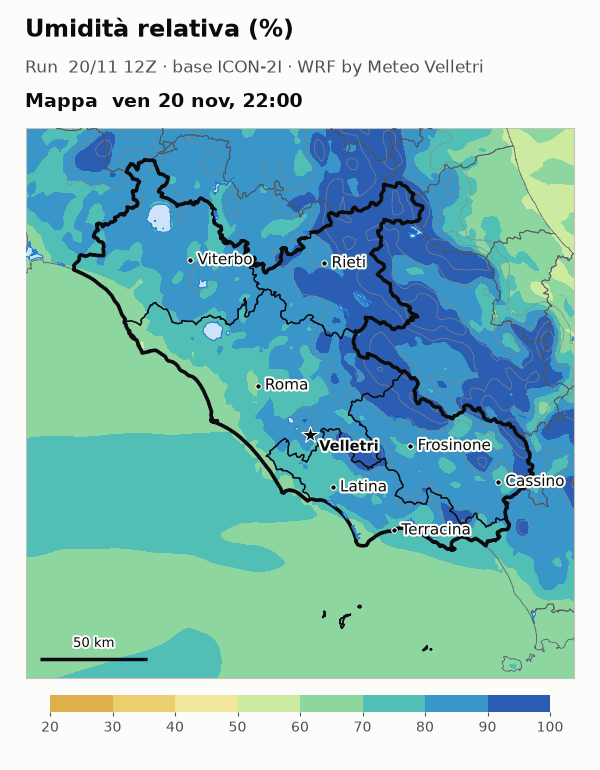 Umidità relativa (%)
Run  20/11 12Z · base ICON-2I · WRF by Meteo Velletri
Mappa  ven 20 nov, 22:00
Viterbo
Rieti
Roma
Velletri
Frosinone
Latina
Cassino
Terracina
50 km
20 30 40 50 60 70 80 90 100